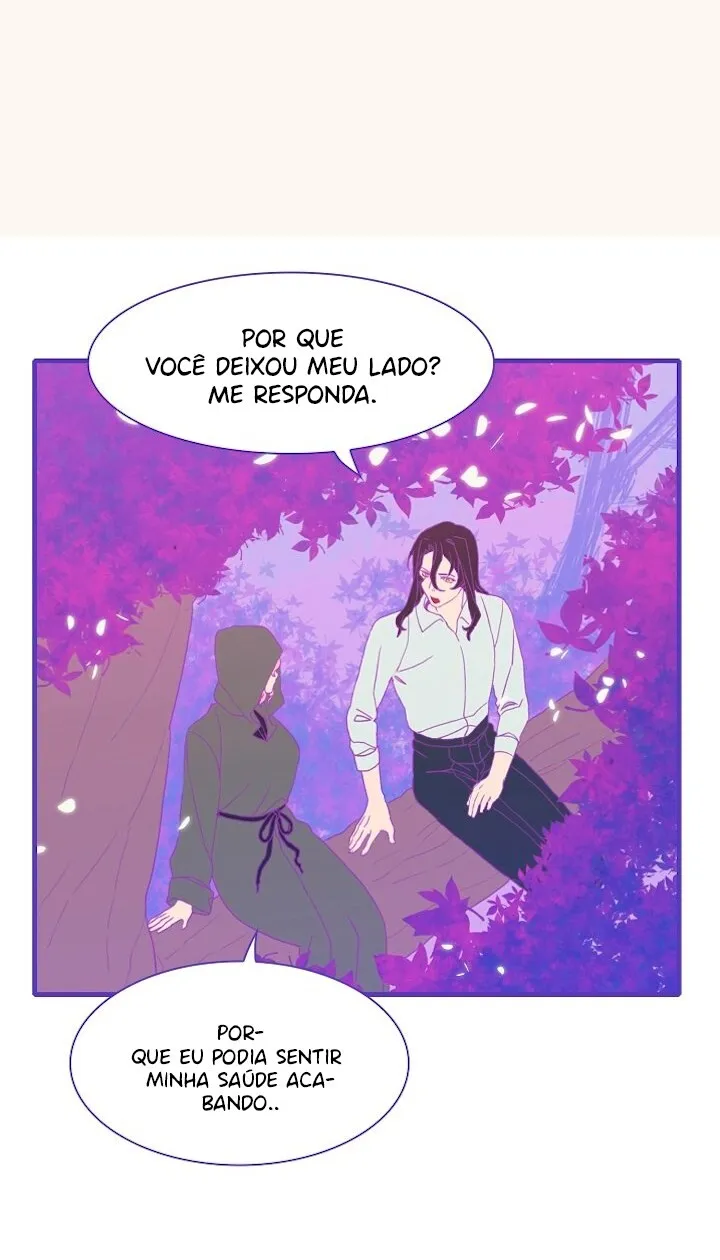 POR QUE
VOCÊ DEIXOU MEU LADO?
ME RESPONDA.
POR-
QUE EU PODIA SENTIR
MINHA SAÚDE ACA-
BANDO..